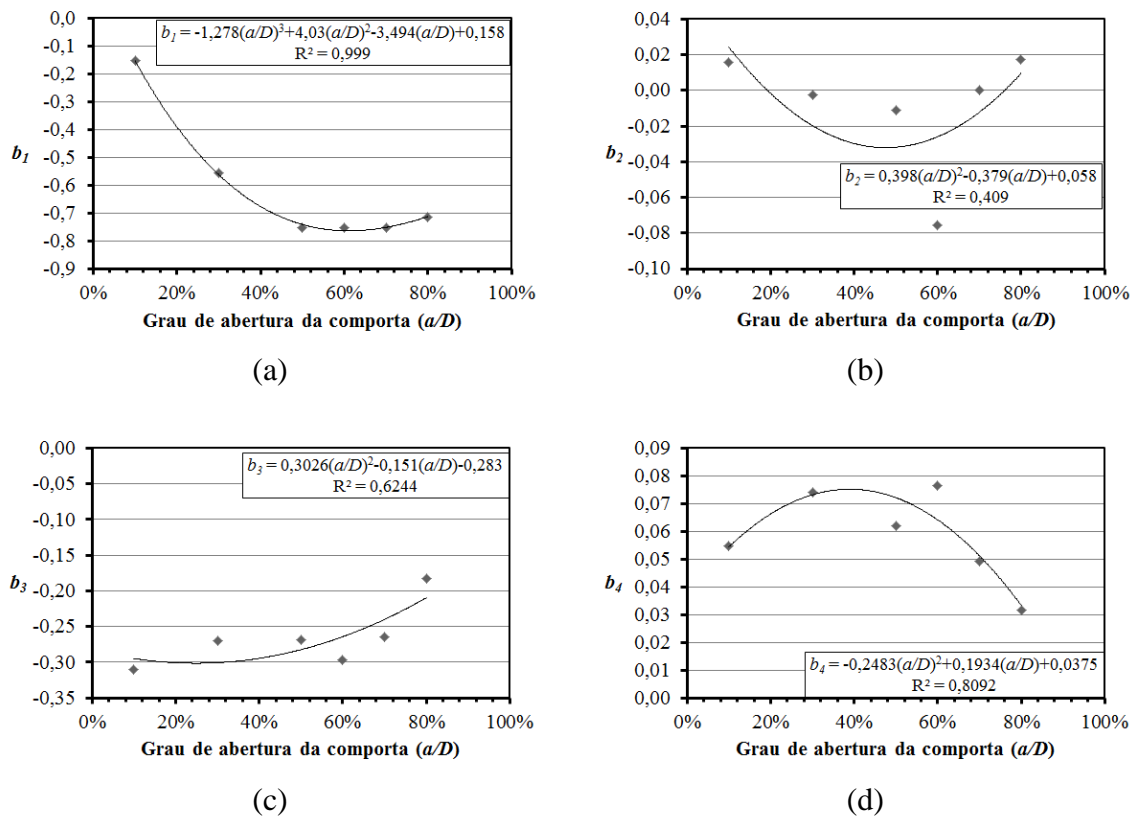 0,0
-0,1
-0,2
-0,3
-0,4
-0,5
-0,6
-0,7
-0,8
-0,9
b1
b1 = -1,278(a/D)³+4,03(a/D)²-3,494(a/D)+0,158
R² = 0,999
0% 20% 40% 60% 80% 100%
Grau de abertura da comporta (a/D)
(a)
0,04
0,02
0,00
-0,02
-0,04
-0,06
-0,08
-0,10
b2
b2 = 0,398(a/D)²-0,379(a/D)+0,058
R² = 0,409
0% 20% 40% 60% 80% 100%
Grau de abertura da comporta (a/D)
(b)
0,00
-0,05
-0,10
-0,15
-0,20
-0,25
-0,30
-0,35
b3
b3 = 0,3026(a/D)²-0,151(a/D)-0,283
R² = 0,6244
0% 20% 40% 60% 80% 100%
Grau de abertura da comporta (a/D)
(c)
0,09
0,08
0,07
0,06
0,05
0,04
0,03
0,02
0,01
0,00
b4
b4 = -0,2483(a/D)²+0,1934(a/D)+0,0375
R² = 0,8092
0% 20% 40% 60% 80% 100%
Grau de abertura da comporta (a/D)
(d)